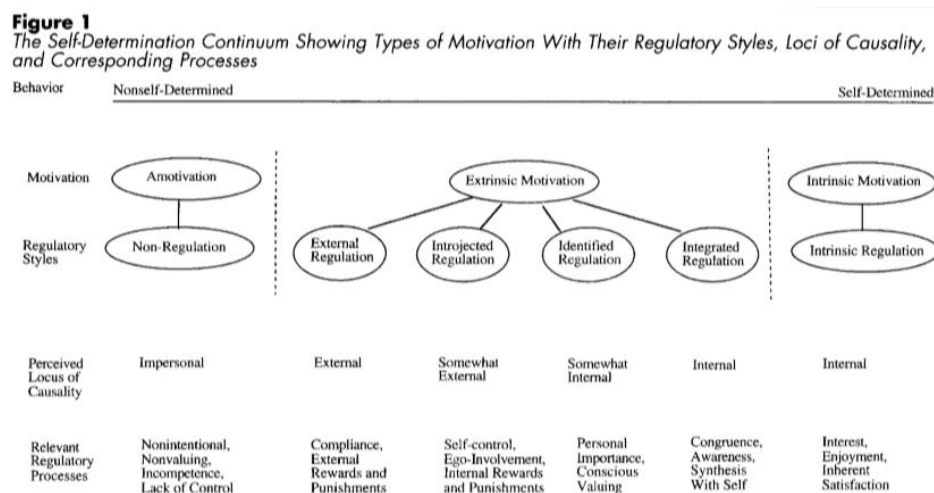 Figure 1
The Self-Determination Continuum Showing Types of Motivation With Their Regulatory Styles, Loci of Causality,
and Corresponding Processes
Behavior Nonself-Determined Self-Determined
Motivation Amotivation Extrinsic Motivation Intrinsic Motivation
Regulatory
Styles
Non-Regulation
External
Regulation
Introjected
Regulation
Identified
Regulation
Integrated
Regulation
Intrinsic Regulation
Perceived
Locus of
Causality
Impersonal
External
Somewhat
External
Somewhat
Internal
Internal
Internal
Relevant
Regulatory
Processes
Nonintentional,
Nonvaluing,
Incompetence,
Lack of Control
Compliance,
External
Rewards and
Punishments
Self-control,
Ego-Involvement,
Internal Rewards
and Punishments
Personal
Importance,
Conscious
Valuing
Congruence,
Awareness,
Synthesis
With Self
Interest,
Enjoyment,
Inherent
Satisfaction